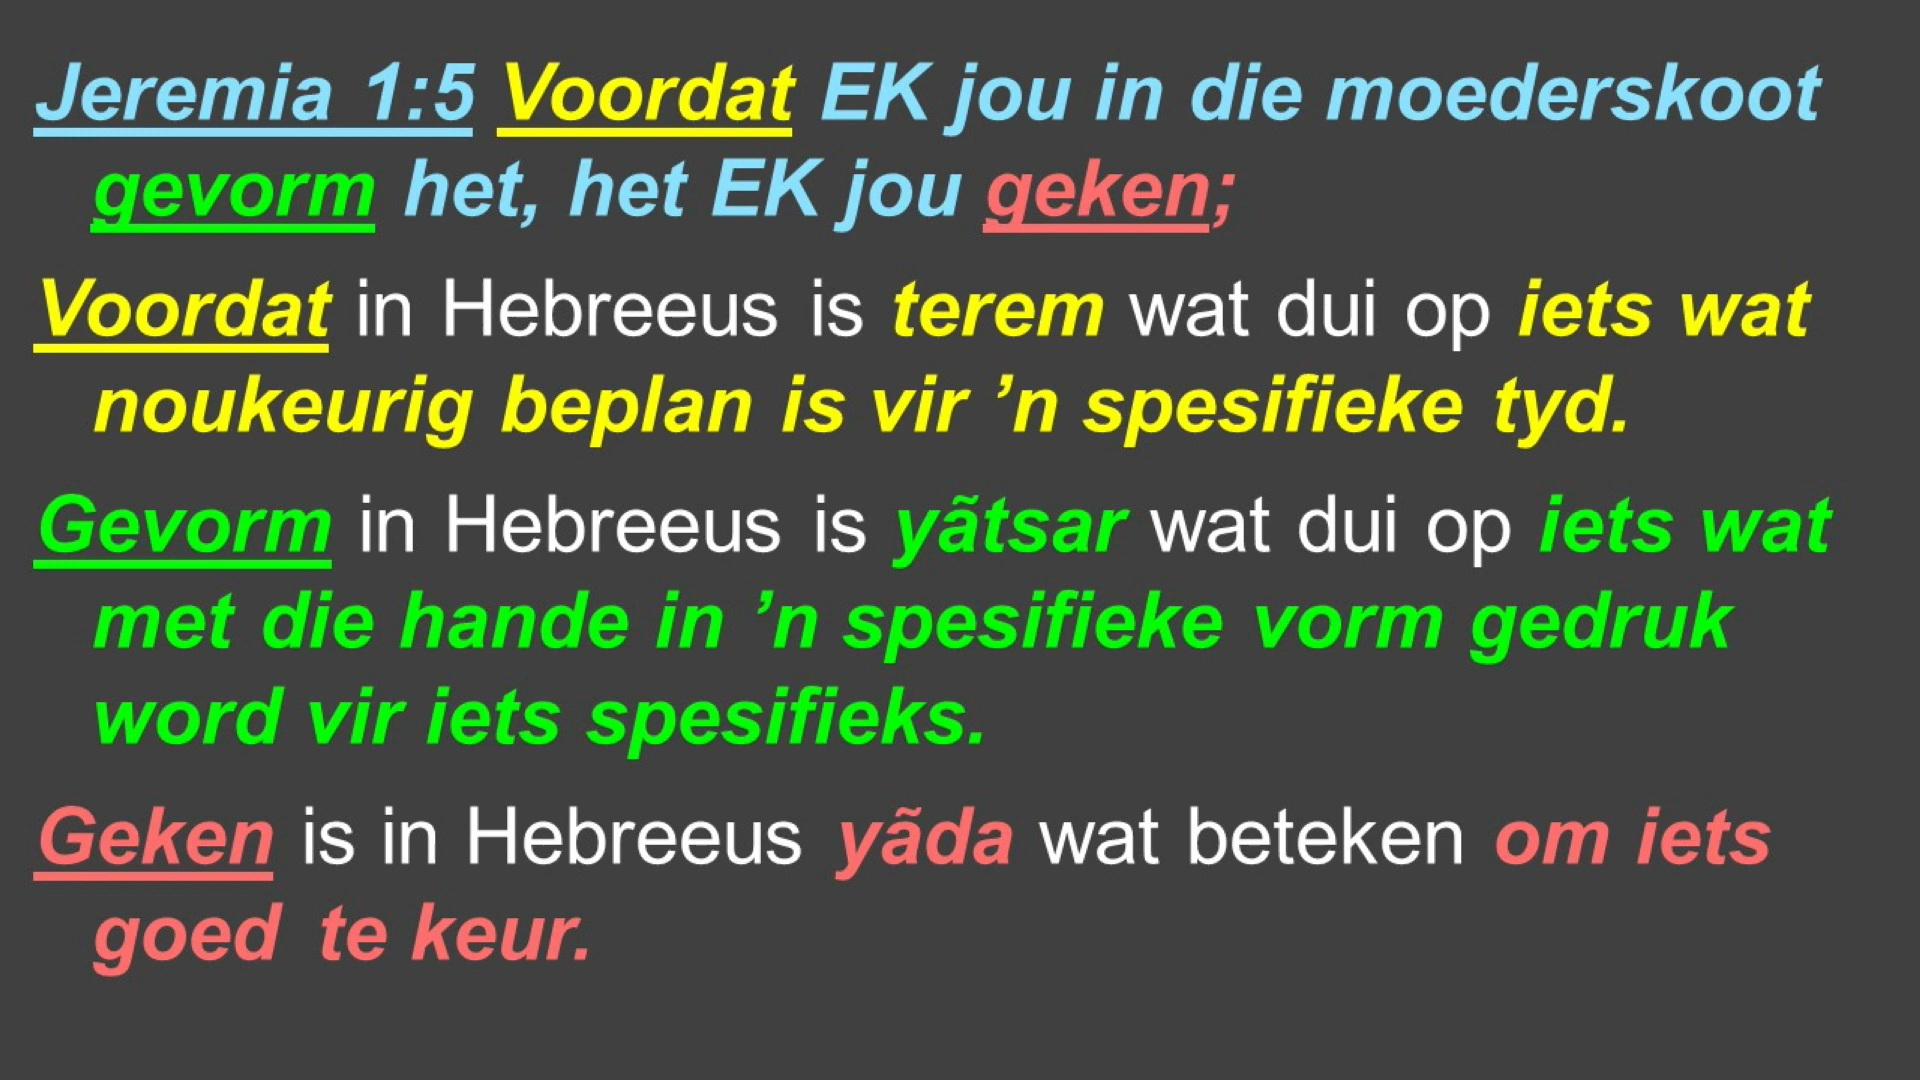 Jeremia 1:5 Voordat EK jou in die moederskoot
gevorm het, het EK jou geken;
Voordat in Hebreeus is terem wat dui op iets wat
noukeurig beplan is vir ’n spesifieke tyd.
Gevorm in Hebreeus is yãtsar wat dui op iets wat
met die hande in ’n spesifieke vorm gedruk
word vir iets spesifieks.
Geken is in Hebreeus yãda wat beteken om iets
goed te keur.